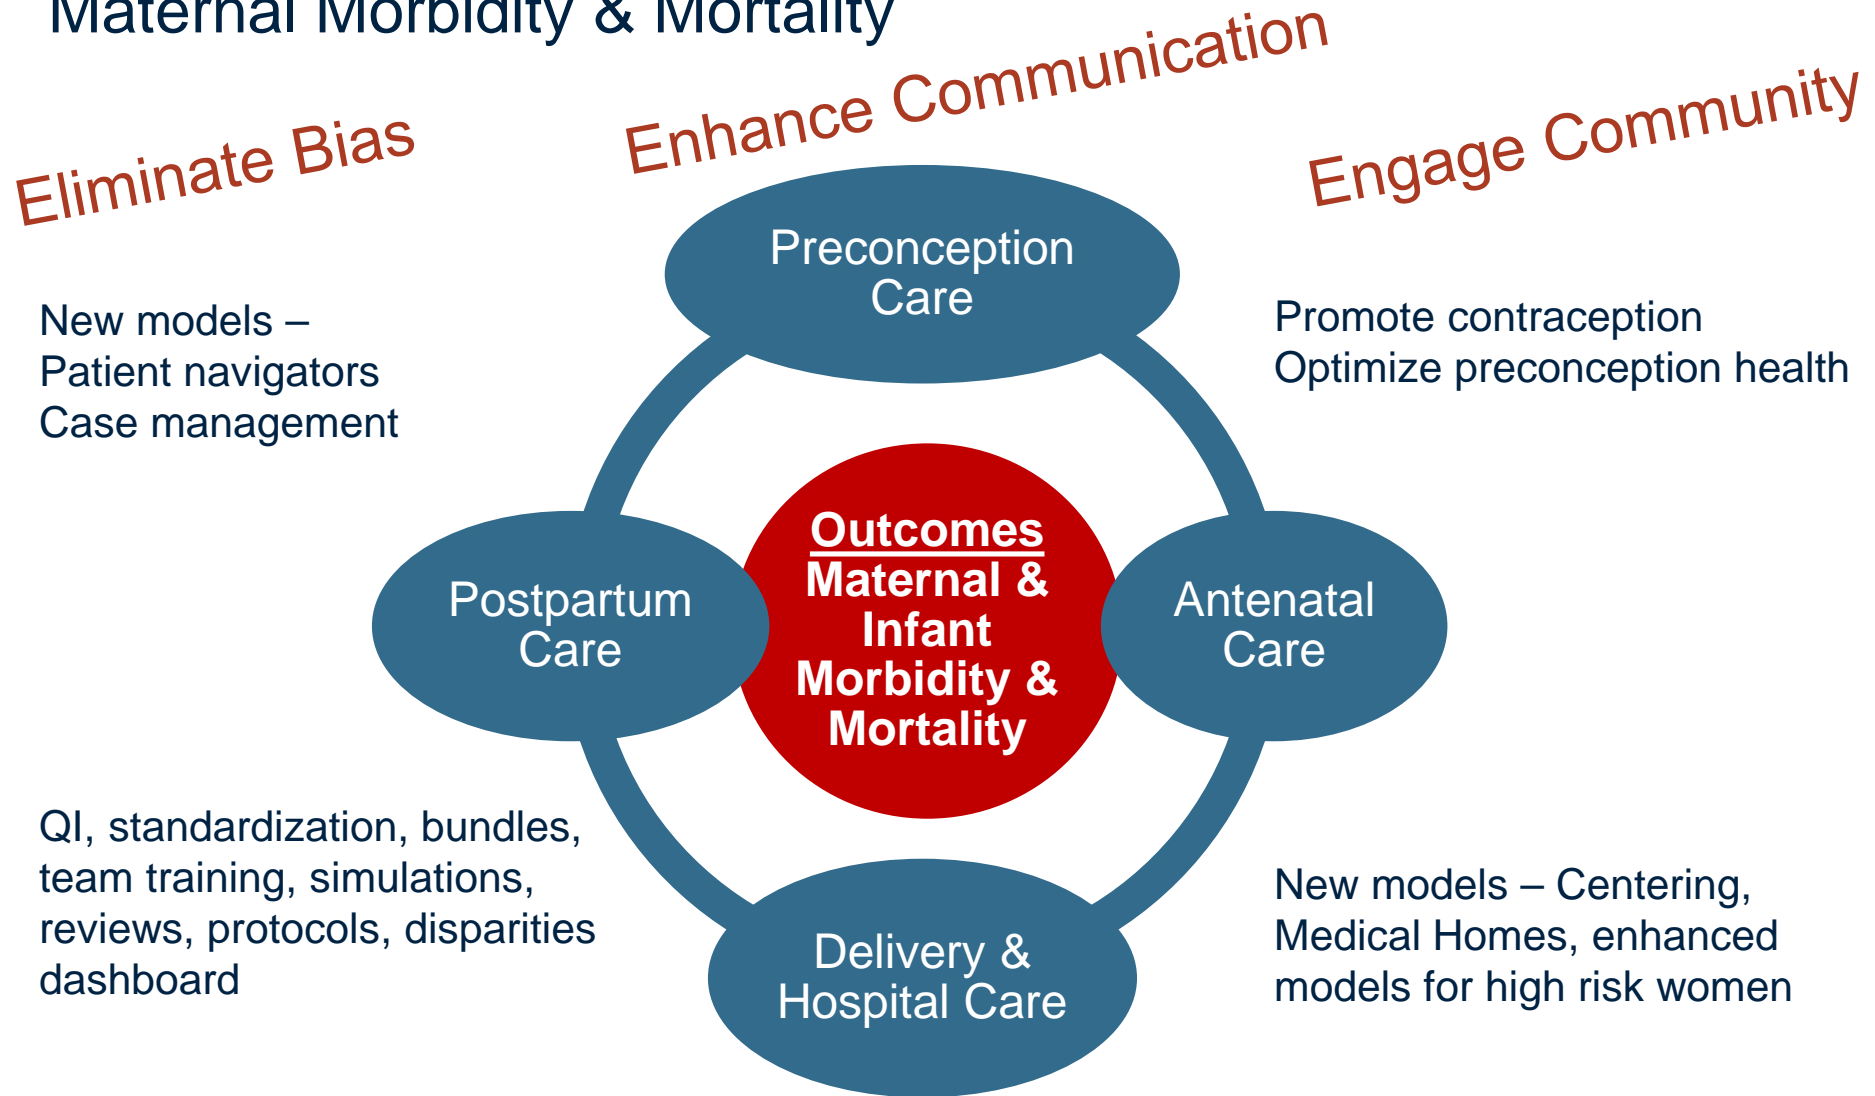 Maternal Morbidity & Mortality
Eliminate Bias
Enhance Communication
Engage Community
Preconception
Care
New models –
Patient navigators
Case management
Promote contraception
Optimize preconception health
Outcomes
Maternal &
Infant
Morbidity &
Mortality
Postpartum
Care
Antenatal
Care
QI, standardization, bundles,
team training, simulations,
reviews, protocols, disparities
dashboard
Delivery &
Hospital Care
New models – Centering,
Medical Homes, enhanced
models for high risk women